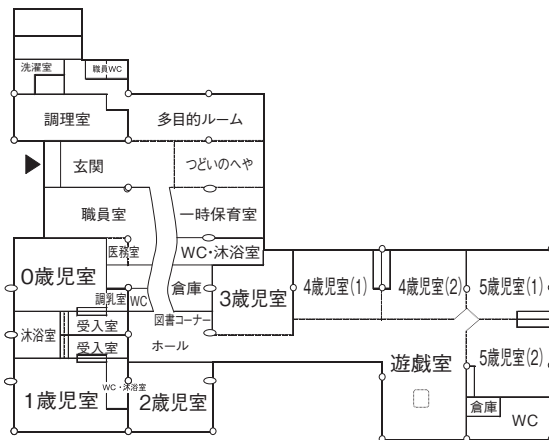 洗濯室
職員WC
調理室
多目的ルーム
玄関
つどいのへや
職員室
一時保育室
医務室
WC・沐浴室
0歳児室
調乳室
WC
倉庫
3歳児室
4歳児室(1)
4歳児室(2)
5歳児室(1)
沐浴室
受入室
受入室
図書コーナー
ホール
遊戯室
5歳児室(2)
1歳児室
WC・沐浴室
2歳児室
倉庫
WC